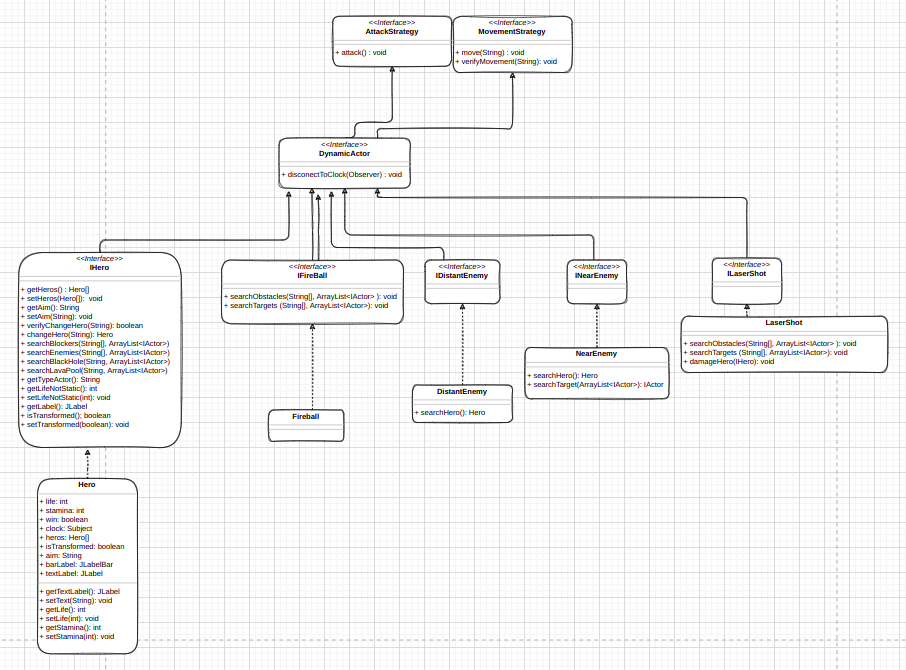 <<Interface>>
AttackStrategy
+ attack() : void
<<Interface>>
MovementStrategy
+ move(String) : void
+ verifyMovement(String): void
<<Interface>>
DynamicActor
+ disconectToClock(Observer) : void
<<Interface>>
IHero
+ getHeros() : Hero[]
+ setHeros(Hero[]): void
+ getAim(): String
+ setAim(String): void
+ verifyChangeHero(String): boolean
+ changeHero(String): Hero
+ searchBlockers(String[], ArrayList<IActor>)
+ searchEnemies(String[], ArrayList<IActor>)
+ searchBlackHole(String, ArrayList<IActor>)
+ searchLavaPool(String, ArrayList<IActor>)
+ getTypeActor(): String
+ getLifeNotStatic(): int
+ setLifeNotStatic(int): void
+ getLabel(): JLabel
+ isTransformed(); boolean
+ setTransformed(boolean): void
<<Interface>>
IFireBall
+ searchObstacles(String[], ArrayList<IActor> ): void
+ searchTargets (String[], ArrayList<IActor>): void
<<Interface>>
IDistantEnemy
<<Interface>>
INearEnemy
<<Interface>>
ILaserShot
LaserShot
+ searchObstacles(String[], ArrayList<IActor> ): void
+ searchTargets (String[], ArrayList<IActor>): void
+ damageHero(IHero): void
NearEnemy
+ searchHero(): Hero
+ searchTarget(ArrayList<IActor>): IActor
DistantEnemy
+ searchHero(): Hero
Fireball
Hero
+ life: int
+ stamina: int
+ win: boolean
+ clock: Subject
+ heros: Hero[]
+ isTransformed: boolean
+ aim: String
+ barLabel: JLabelBar
+ textLabel: JLabel
+ getTextLabel(): JLabel
+ setText(String): void
+ getLife(): int
+ setLife(int): void
+ getStamina(): int
+ setStamina(int): void